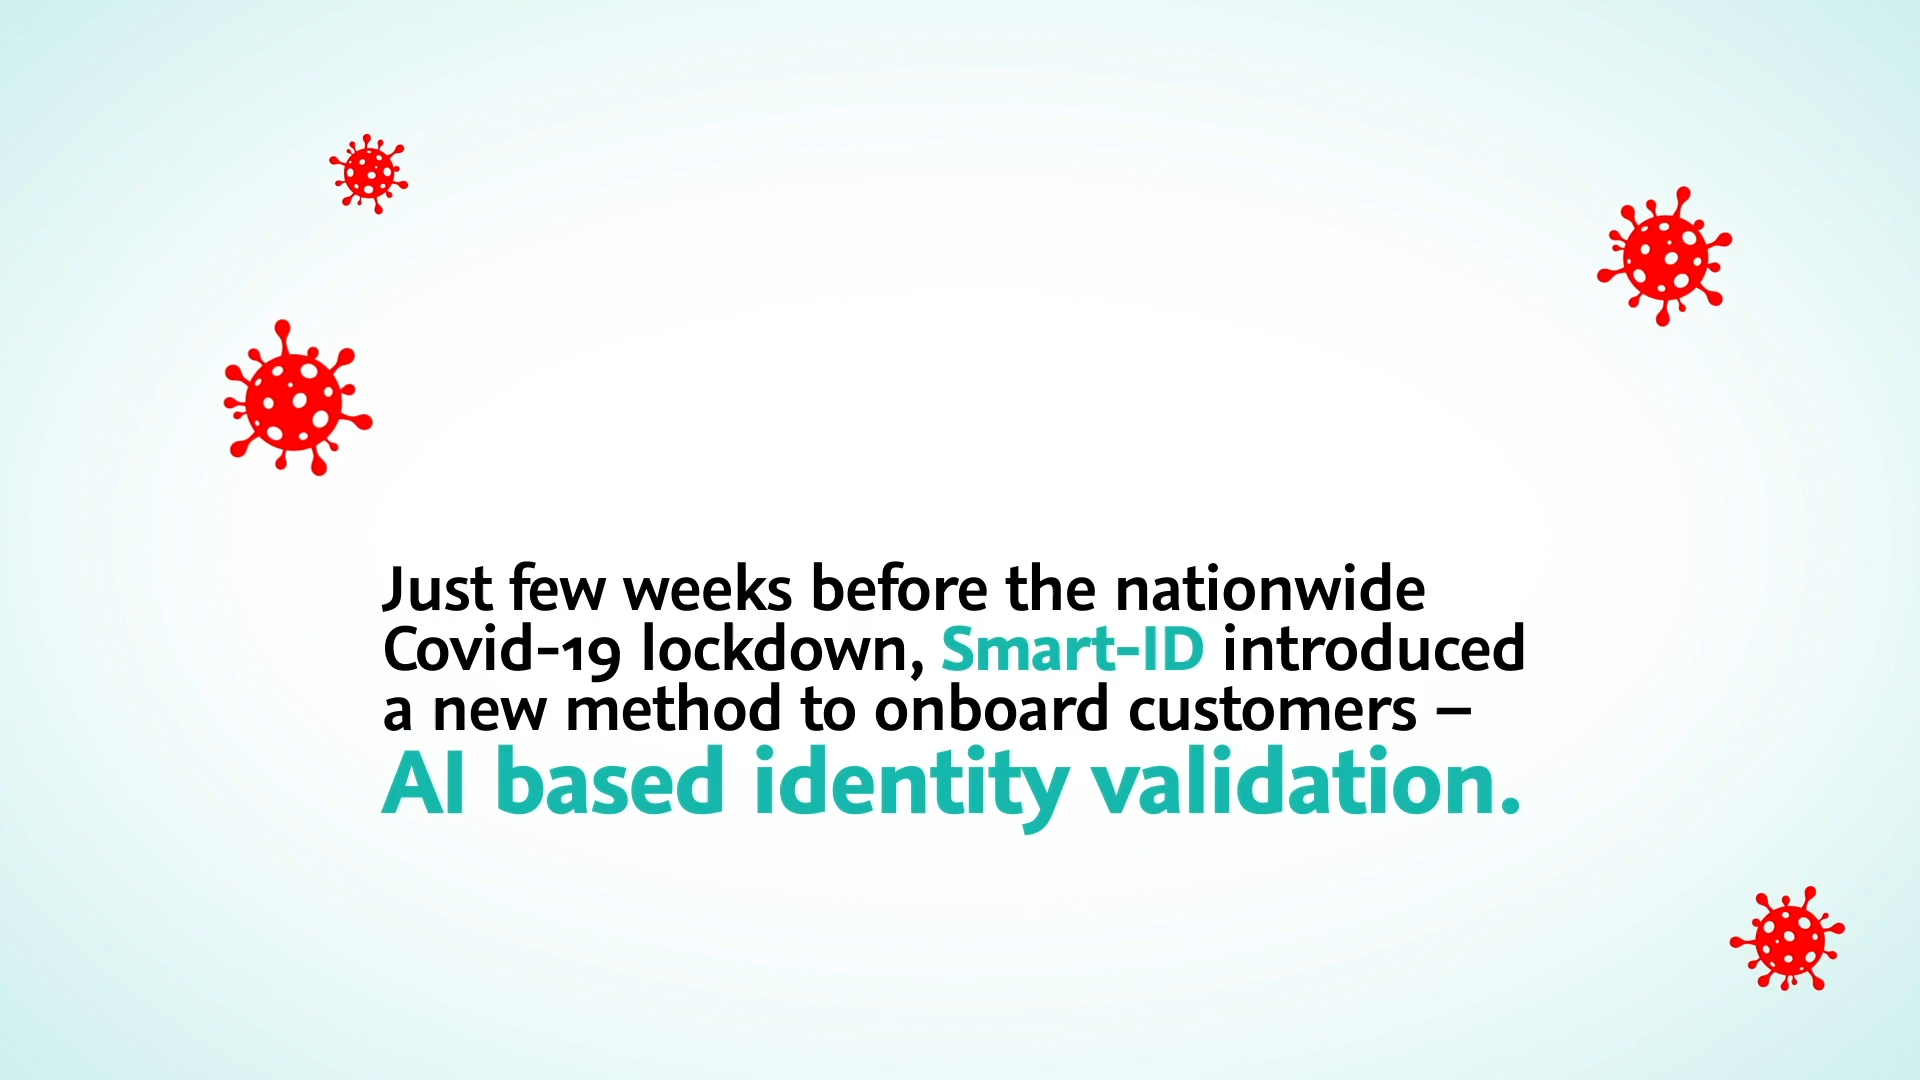 Just few weeks before the nationwide
Covid-19 lockdown, Smart-ID introduced
a new method to onboard customers –
AI based identity validation.